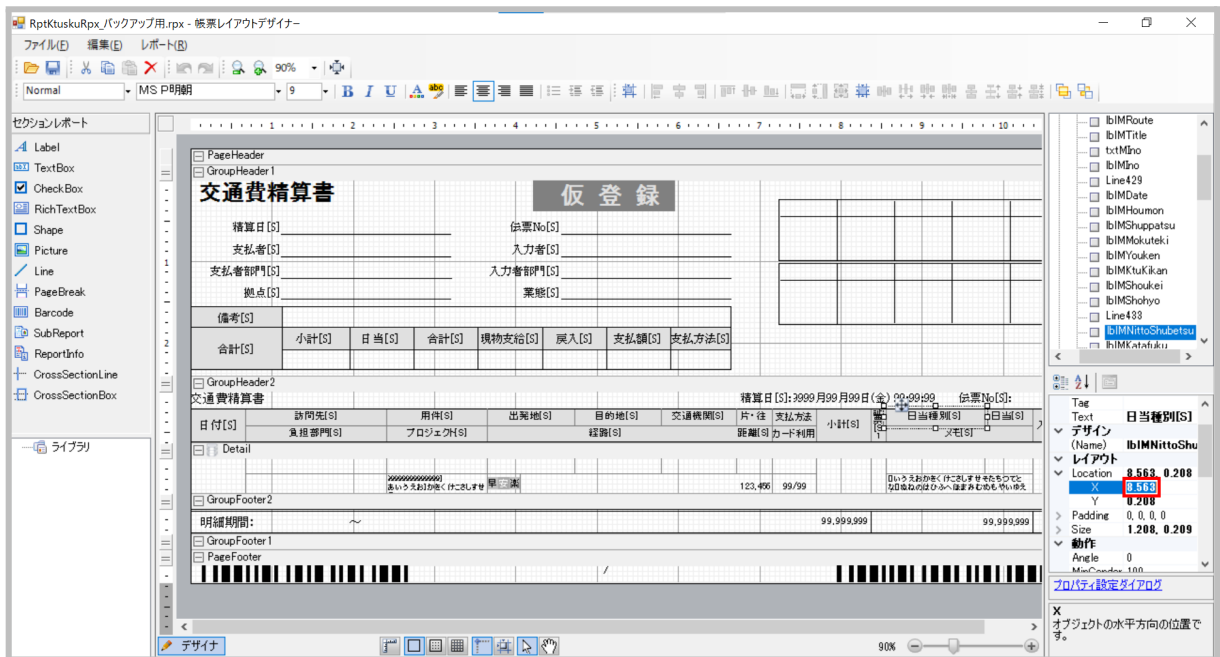 RptKtuskuRpx_バックアップ用.rpx - 帳票レイアウトデザイナー
ファイル(F) 編集(E) レポート(R)
90%
Normal MS P明朝 9 B I U A abc
セクションレポート
A Label
TextBox
CheckBox
RichTextBox
Shape
Picture
Line
PageBreak
Barcode
SubReport
ReportInfo
CrossSectionLine
CrossSectionBox
ライブラリ
1 2 3 4 5 6 7 8 9 10
PageHeader
GroupHeader1
交通費精算書 仮 登 録
精算日[S] 伝票No[S]
支払者[S] 入力者[S]
支払者部門[S] 入力者部門[S]
拠点[S] 業態[S]
備考[S]
合計[S] 小計[S] 日当[S] 合計[S] 現物支給[S] 戻入[S] 支払額[S] 支払方法[S]
GroupHeader2
交通費精算書 精算日[S]:9999月99月99日(金) 99:99:99 伝票No[S]:
日付[S] 訪問先[S] 用件[S] 出発地[S] 目的地[S] 交通機関[S] 片・往 支払方法 小計[S] 日当種別[S] 日当[S]
負担部門[S] プロジェクト[S] 経路[S] 距離[S] カード利用 メモ[S]
Detail
早 楽 123,456 99/99
GroupFooter2
明細期間: ～ 99,999,999 99,999,999
GroupFooter1
PageFooter
/
デザイナ
90%
lblMRoute
lblMTitle
txtMIno
lblMIno
Line429
lblMDate
lblMHoumon
lblMShuppatsu
lblMMokuteki
lblMYouken
lblMKtuKikan
lblMShoukei
lblMShohyo
Line433
lblMNittoShubetsu
lblMKatafuku
Tag
Text 日当種別[S]
デザイン
(Name) lblMNittoShu
レイアウト
Location 8.563, 0.208
X 8.563
Y 0.208
Padding 0, 0, 0, 0
Size 1.208, 0.209
動作
Angle 0
プロパティ設定ダイアログ
X
オブジェクトの水平方向の位置で
す。